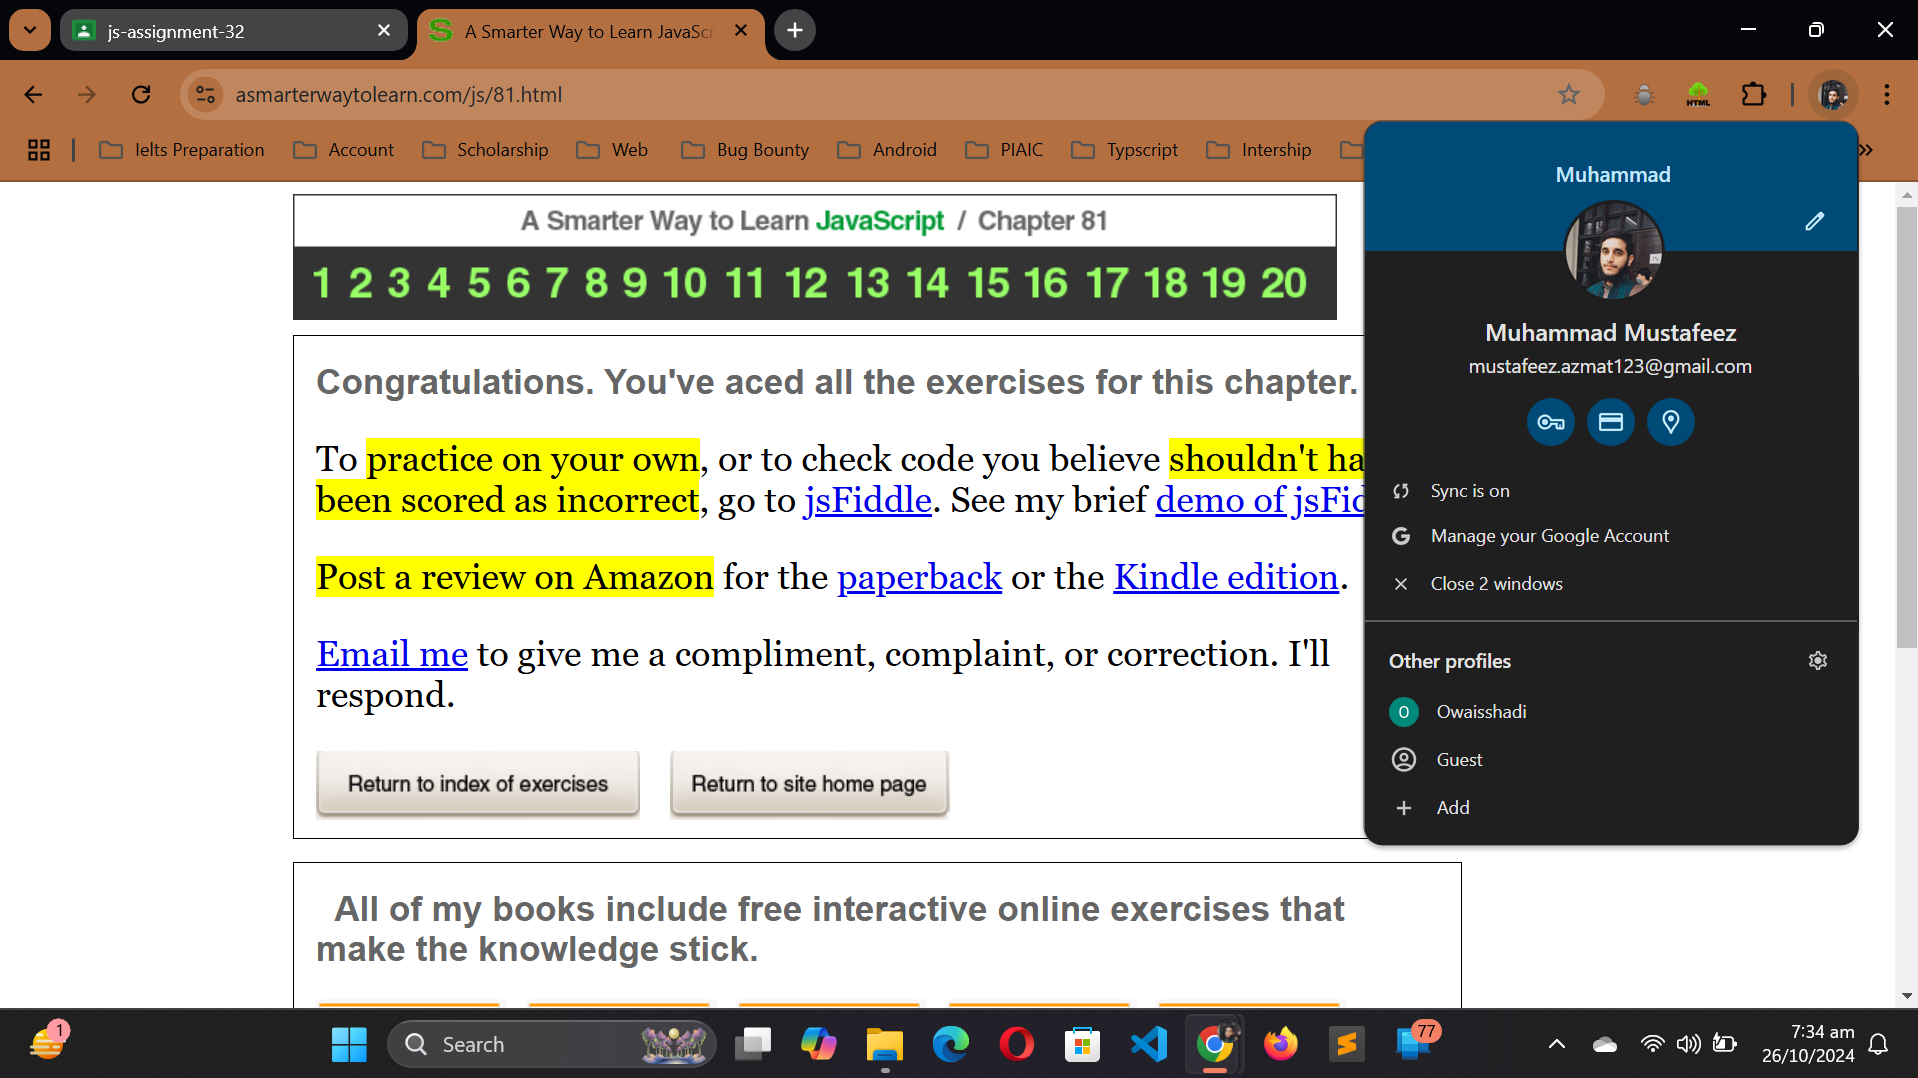 js-assignment-32
A Smarter Way to Learn JavaScr
asmarterwaytolearn.com/js/81.html
HTML
Ielts Preparation
Account
Scholarship
Web
Bug Bounty
Android
PIAIC
Typscript
Intership
A Smarter Way to Learn JavaScript / Chapter 81
1 2 3 4 5 6 7 8 9 10 11 12 13 14 15 16 17 18 19 20
Congratulations. You've aced all the exercises for this chapter.
To practice on your own, or to check code you believe shouldn't ha
been scored as incorrect, go to jsFiddle. See my brief demo of jsFid
Post a review on Amazon for the paperback or the Kindle edition.
Email me to give me a compliment, complaint, or correction. I'll
respond.
Return to index of exercises
Return to site home page
All of my books include free interactive online exercises that
make the knowledge stick.
Muhammad
Muhammad Mustafeez
mustafeez.azmat123@gmail.com
Sync is on
Manage your Google Account
Close 2 windows
Other profiles
O Owaisshadi
Guest
Add
1
Search
77
7:34 am
26/10/2024